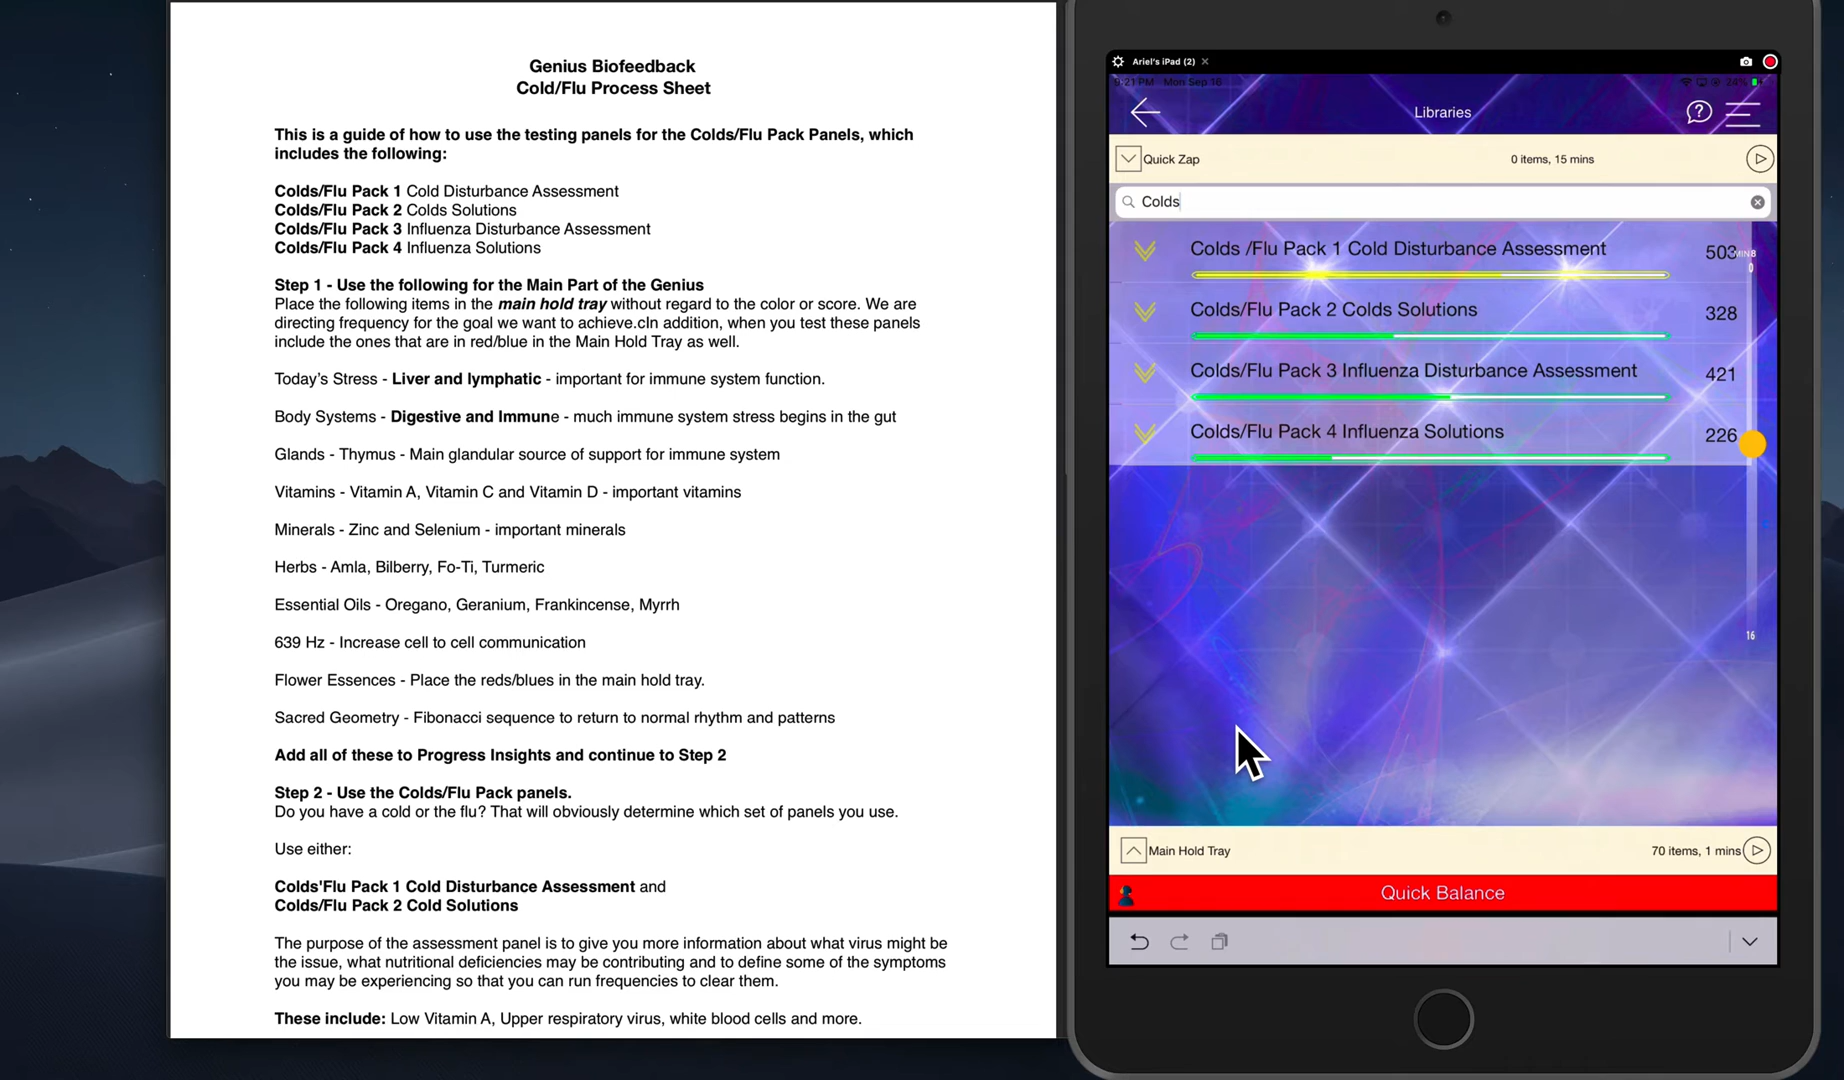 Genius Biofeedback
Cold/Flu Process Sheet
This is a guide of how to use the testing panels for the Colds/Flu Pack Panels, which
includes the following:
Colds/Flu Pack 1 Cold Disturbance Assessment
Colds/Flu Pack 2 Colds Solutions
Colds/Flu Pack 3 Influenza Disturbance Assessment
Colds/Flu Pack 4 Influenza Solutions
Step 1 - Use the following for the Main Part of the Genius
Place the following items in the main hold tray without regard to the color or score. We are
directing frequency for the goal we want to achieve.cIn addition, when you test these panels
include the ones that are in red/blue in the Main Hold Tray as well.
Today's Stress - Liver and lymphatic - important for immune system function.
Body Systems - Digestive and Immune - much immune system stress begins in the gut
Glands - Thymus - Main glandular source of support for immune system
Vitamins - Vitamin A, Vitamin C and Vitamin D - important vitamins
Minerals - Zinc and Selenium - important minerals
Herbs - Amla, Bilberry, Fo-Ti, Turmeric
Essential Oils - Oregano, Geranium, Frankincense, Myrrh
639 Hz - Increase cell to cell communication
Flower Essences - Place the reds/blues in the main hold tray.
Sacred Geometry - Fibonacci sequence to return to normal rhythm and patterns
Add all of these to Progress Insights and continue to Step 2
Step 2 - Use the Colds/Flu Pack panels.
Do you have a cold or the flu? That will obviously determine which set of panels you use.
Use either:
Colds'Flu Pack 1 Cold Disturbance Assessment and
Colds/Flu Pack 2 Cold Solutions
The purpose of the assessment panel is to give you more information about what virus might be
the issue, what nutritional deficiencies may be contributing and to define some of the symptoms
you may be experiencing so that you can run frequencies to clear them.
These include: Low Vitamin A, Upper respiratory virus, white blood cells and more.
Ariel's iPad (2)
9:21 PM Mon Sep 16 24%
Libraries
Quick Zap 0 items, 15 mins
Colds
Colds /Flu Pack 1 Cold Disturbance Assessment 503
MIN8
0
Colds/Flu Pack 2 Colds Solutions 328
Colds/Flu Pack 3 Influenza Disturbance Assessment 421
Colds/Flu Pack 4 Influenza Solutions 226
16
Main Hold Tray 70 items, 1 mins
Quick Balance